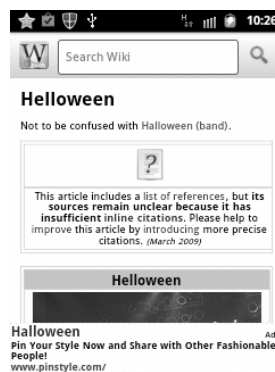 H
10:26
W
Search Wiki
Helloween
Not to be confused with Halloween (band).
?
This article includes a list of references, but its
sources remain unclear because it has
insufficient inline citations. Please help to
improve this article by introducing more precise
citations. (March 2009)
Helloween
Halloween
Ad
Pin Your Style Now and Share with Other Fashionable
People!
www.pinstyle.com/